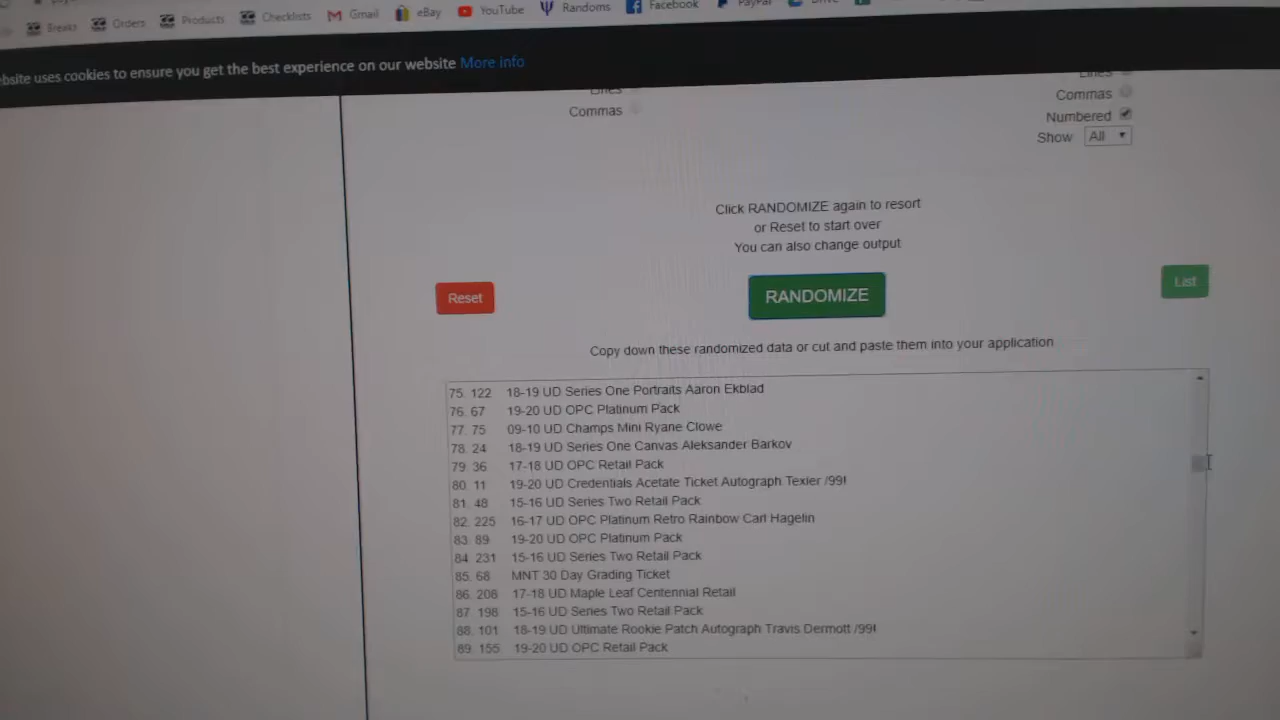 Breaks Orders Products Checklists Gmail eBay YouTube Randoms Facebook PayPal Drive
bsite uses cookies to ensure you get the best experience on our website More info
Lines Lines
Commas Commas
Numbered
Show All
Click RANDOMIZE again to resort
or Reset to start over
You can also change output
Reset RANDOMIZE List
Copy down these randomized data or cut and paste them into your application
75. 122 18-19 UD Series One Portraits Aaron Ekblad
76. 67 19-20 UD OPC Platinum Pack
77. 75 09-10 UD Champs Mini Ryane Clowe
78. 24 18-19 UD Series One Canvas Aleksander Barkov
79. 36 17-18 UD OPC Retail Pack
80. 11 19-20 UD Credentials Acetate Ticket Autograph Texier /99!
81. 48 15-16 UD Series Two Retail Pack
82. 225 16-17 UD OPC Platinum Retro Rainbow Carl Hagelin
83. 89 19-20 UD OPC Platinum Pack
84. 231 15-16 UD Series Two Retail Pack
85. 68 MNT 30 Day Grading Ticket
86. 208 17-18 UD Maple Leaf Centennial Retail
87. 198 15-16 UD Series Two Retail Pack
88. 101 18-19 UD Ultimate Rookie Patch Autograph Travis Dermott /99!
89. 155 19-20 UD OPC Retail Pack